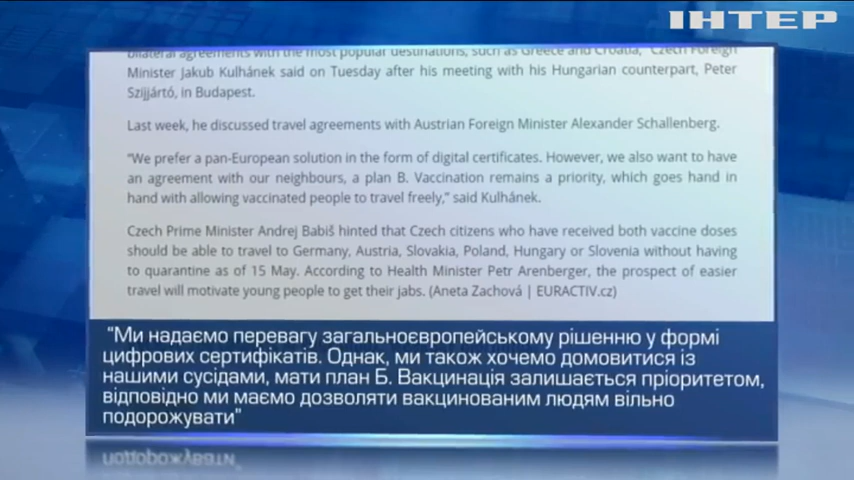 ІНТЕР
bilateral agreements with the most popular destinations, such as Greece and Croatia," Czech Foreign
Minister Jakub Kulhánek said on Tuesday after his meeting with his Hungarian counterpart, Peter
Szijjártó, in Budapest.
Last week, he discussed travel agreements with Austrian Foreign Minister Alexander Schallenberg.
"We prefer a pan-European solution in the form of digital certificates. However, we also want to have
an agreement with our neighbours, a plan B. Vaccination remains a priority, which goes hand in
hand with allowing vaccinated people to travel freely," said Kulhánek.
Czech Prime Minister Andrej Babiš hinted that Czech citizens who have received both vaccine doses
should be able to travel to Germany, Austria, Slovakia, Poland, Hungary or Slovenia without having
to quarantine as of 15 May. According to Health Minister Petr Arenberger, the prospect of easier
travel will motivate young people to get their jabs. (Aneta Zachová | EURACTIV.cz)
"Ми надаємо перевагу загальноєвропейському рішенню у формі
цифрових сертифікатів. Однак, ми також хочемо домовитися із
нашими сусідами, мати план Б. Вакцинація залишається пріоритетом,
відповідно ми маємо дозволяти вакцинованим людям вільно
подорожувати"